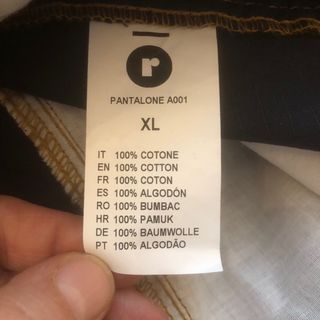 r
PANTALONE A001
XL
IT 100% COTONE
EN 100% COTTON
FR 100% COTON
ES 100% ALGODÓN
RO 100% BUMBAC
HR 100% PAMUK
DE 100% BAUMWOLLE
PT 100% ALGODÃO